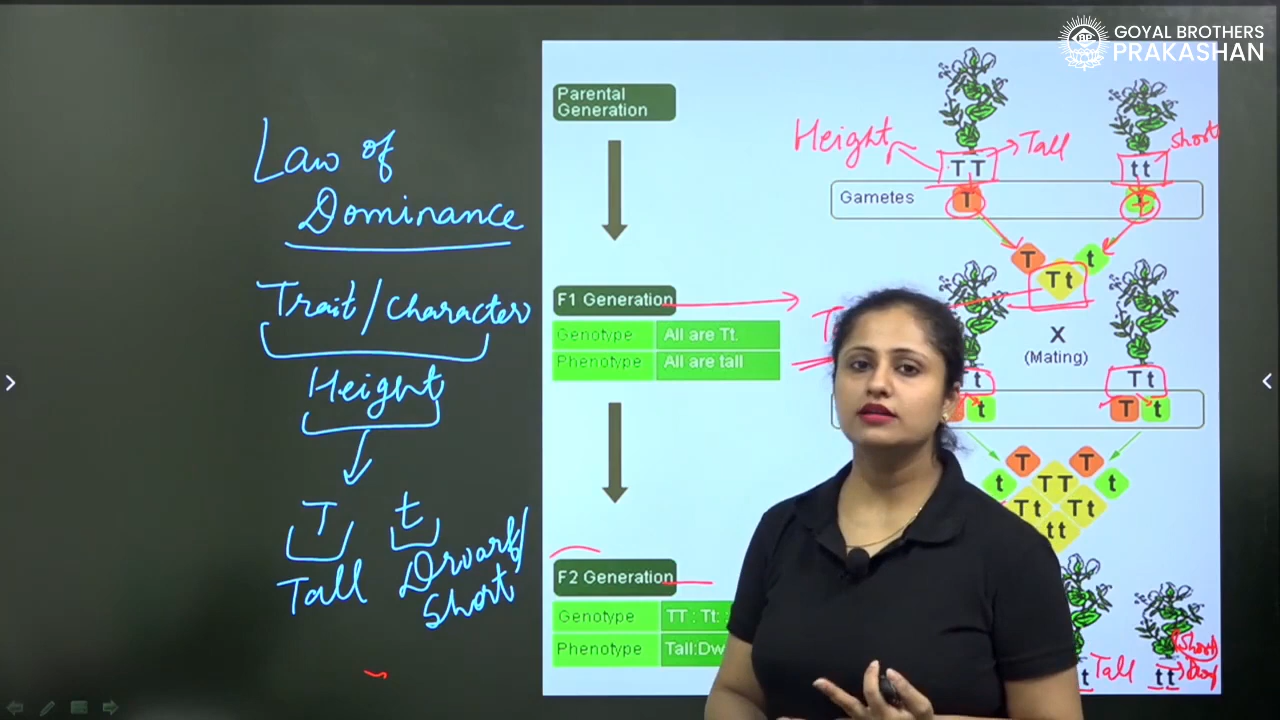 GOYAL BROTHERS
PRAKASHAN
Law of
Dominance
Trait/Character
Height
T t
Tall Drwarf/
Short
Parental
Generation
Height
TT
Tall
tt
Short
Gametes
T
T t
Tt
F1 Generation
Genotype All are Tt.
Phenotype All are tall
T
X
(Mating)
t
Tt
t
T t
T T
t TT t
Tt Tt
tt
F2 Generation
Genotype TT : Tt: :
Phenotype Tall:Dw
t Tall
(Short)
tt